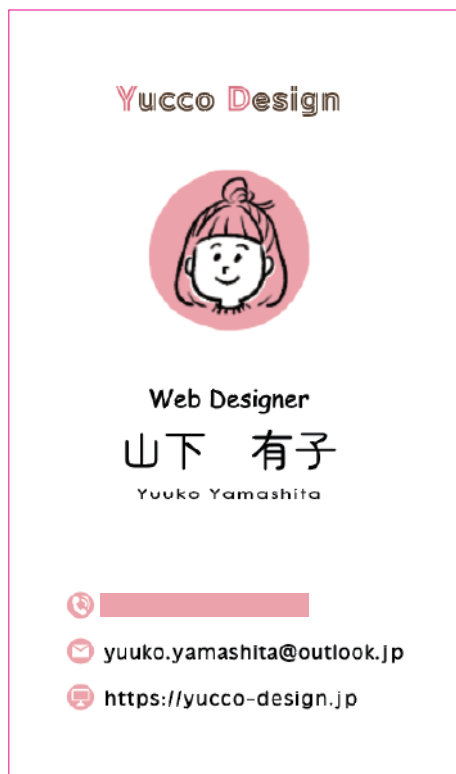 Yucco Design
Web Designer
山下　有子
Yuuko Yamashita
yuuko.yamashita@outlook.jp
https://yucco-design.jp